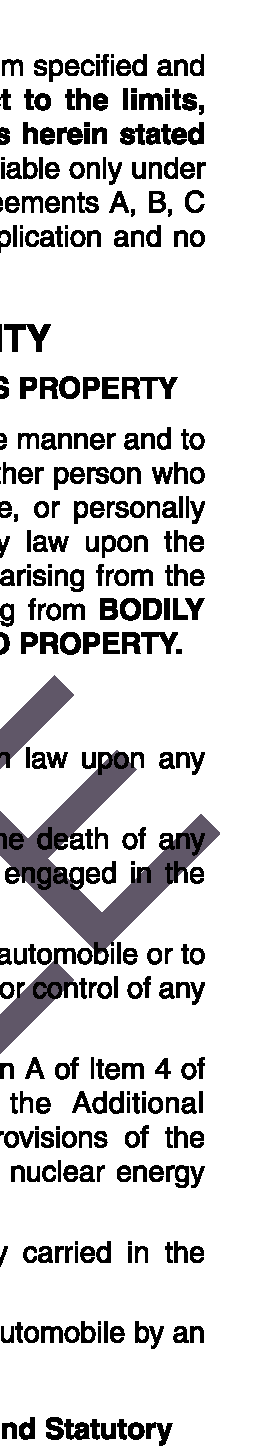 m specified and
t to the limits,
s herein stated
iable only under
eements A, B, C
plication and no
ITY
S PROPERTY
e manner and to
ther person who
e, or personally
y law upon the
arising from the
g from BODILY
O PROPERTY.
n law upon any
ne death of any
engaged in the
automobile or to
or control of any
n A of Item 4 of
the Additional
rovisions of the
nuclear energy
y carried in the
utomobile by an
nd Statutory